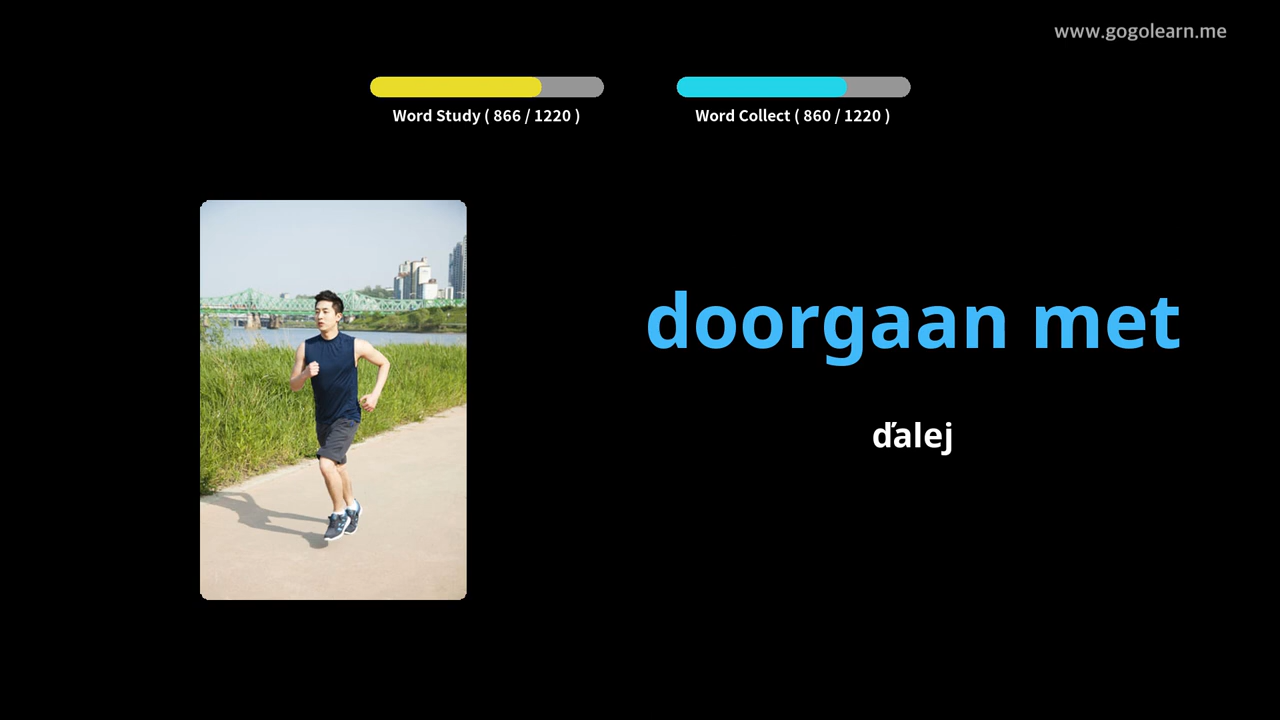 www.gogolearn.me
Word Study ( 866 / 1220 )
Word Collect ( 860 / 1220 )
doorgaan met
ďalej